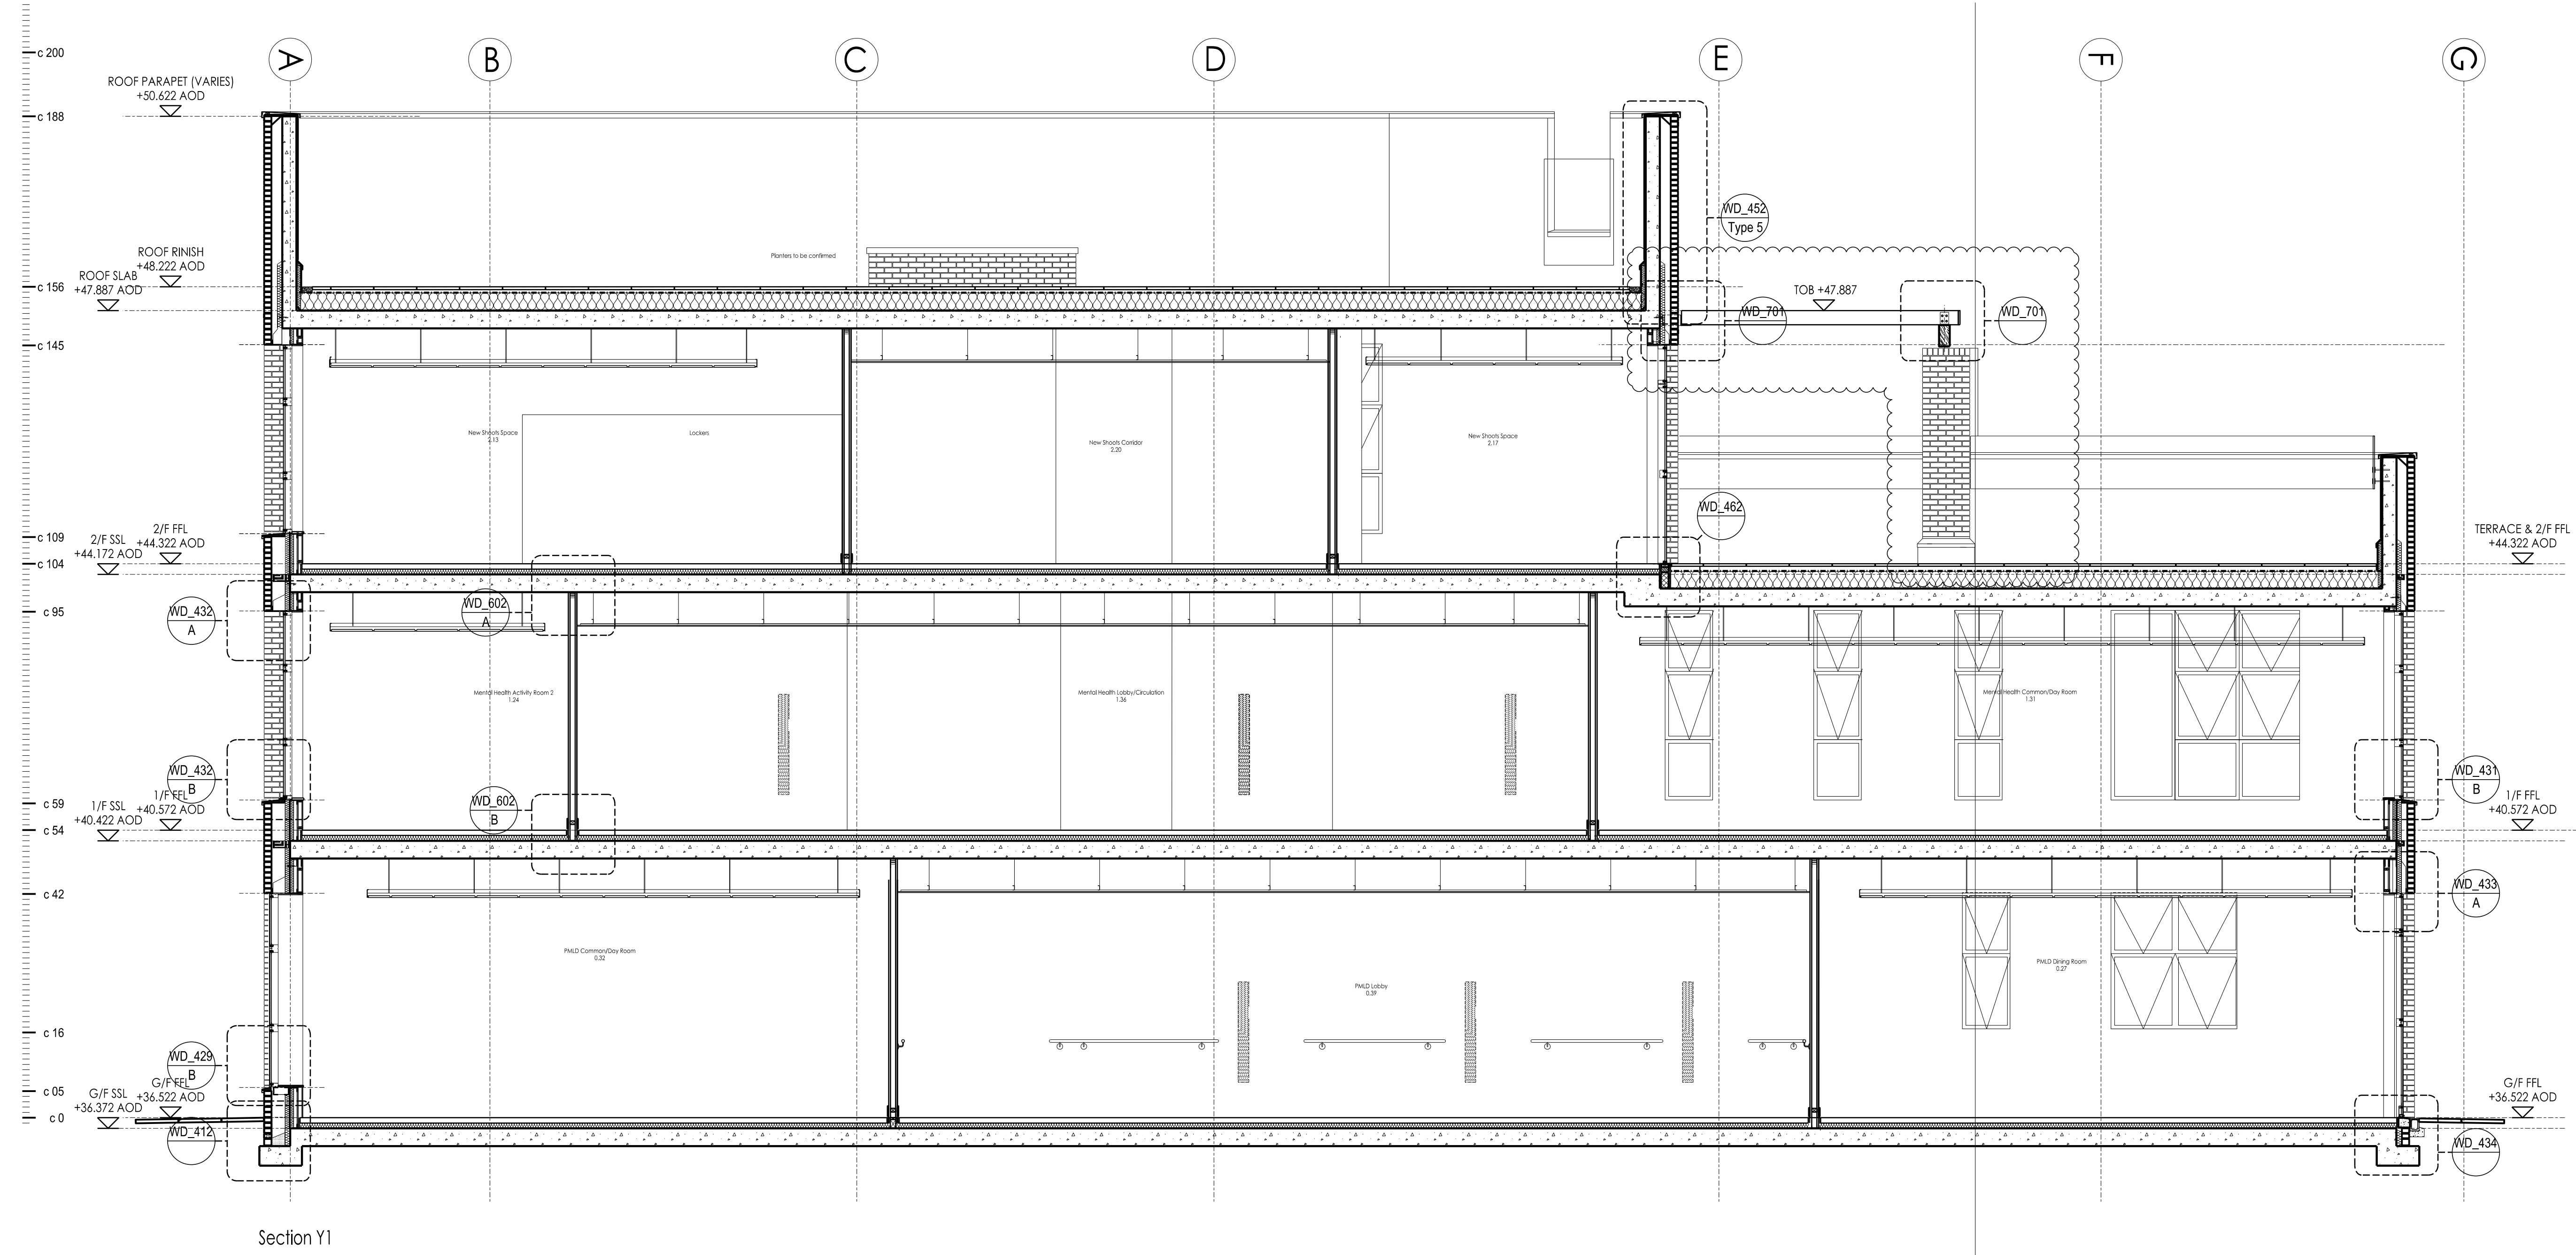 A
B
C
D
E
F
G
c 200
c 188
c 156
c 145
c 109
c 104
c 95
c 59
c 54
c 42
c 16
c 05
c 0
ROOF PARAPET (VARIES)
+50.622 AOD
ROOF RINISH
+48.222 AOD
ROOF SLAB
+47.887 AOD
Planters to be confirmed
WD_452
Type 5
TOB +47.887
WD_701
WD_701
New Shoots Space
2.13
Lockers
New Shoots Corridor
2.20
New Shoots Space
2.17
WD_462
2/F FFL
+44.322 AOD
2/F SSL
+44.172 AOD
TERRACE & 2/F FFL
+44.322 AOD
WD_432
A
WD_602
A
Mental Health Activity Room 2
1.24
Mental Health Lobby/Circulation
1.36
Mental Health Common/Day Room
1.31
WD_432
B
WD_602
B
WD_431
B
1/F FFL
+40.572 AOD
1/F SSL
+40.422 AOD
1/F FFL
+40.572 AOD
WD_433
A
PMLD Common/Day Room
0.32
PMLD Lobby
0.39
PMLD Dining Room
0.27
WD_429
B
G/F FFL
+36.522 AOD
G/F SSL
+36.372 AOD
G/F FFL
+36.522 AOD
WD_412
WD_434
Section Y1